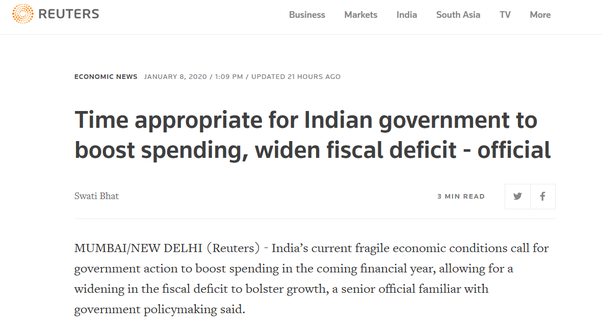 REUTERS
Business Markets India South Asia TV More
ECONOMIC NEWS JANUARY 8, 2020 / 1:09 PM / UPDATED 21 HOURS AGO
Time appropriate for Indian government to
boost spending, widen fiscal deficit - official
Swati Bhat 3 MIN READ
MUMBAI/NEW DELHI (Reuters) - India’s current fragile economic conditions call for
government action to boost spending in the coming financial year, allowing for a
widening in the fiscal deficit to bolster growth, a senior official familiar with
government policymaking said.